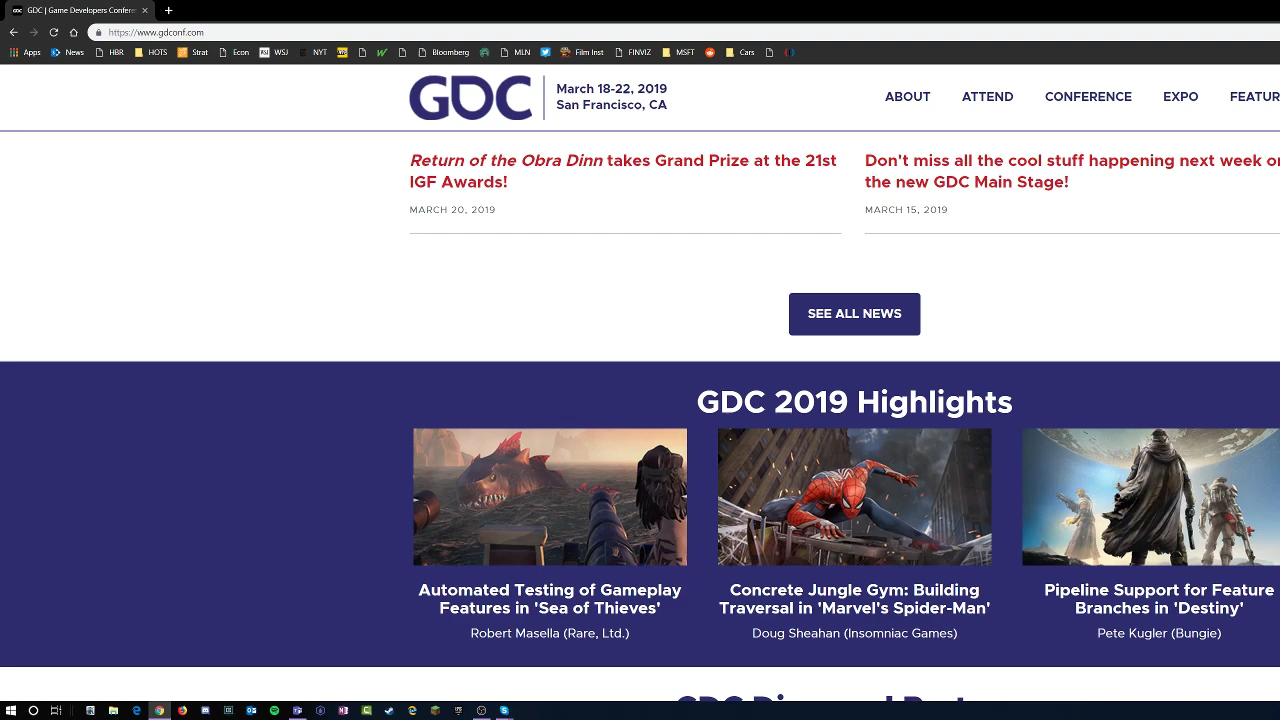 GDC | Game Developers Conferen
https://www.gdconf.com
Apps
HBR
HOTS
Strat
Econ
WSJ
NYT
Bloomberg
MLN
Film Inst
FINVIZ
MSFT
Cars
GDC
March 18-22, 2019
San Francisco, CA
ABOUT
ATTEND
CONFERENCE
EXPO
FEATUR
Return of the Obra Dinn takes Grand Prize at the 21st
IGF Awards!
MARCH 20, 2019
Don't miss all the cool stuff happening next week o
the new GDC Main Stage!
MARCH 15, 2019
SEE ALL NEWS
GDC 2019 Highlights
Automated Testing of Gameplay
Features in 'Sea of Thieves'
Robert Masella (Rare, Ltd.)
Concrete Jungle Gym: Building
Traversal in 'Marvel's Spider-Man'
Doug Sheahan (Insomniac Games)
Pipeline Support for Feature
Branches in 'Destiny'
Pete Kugler (Bungie)